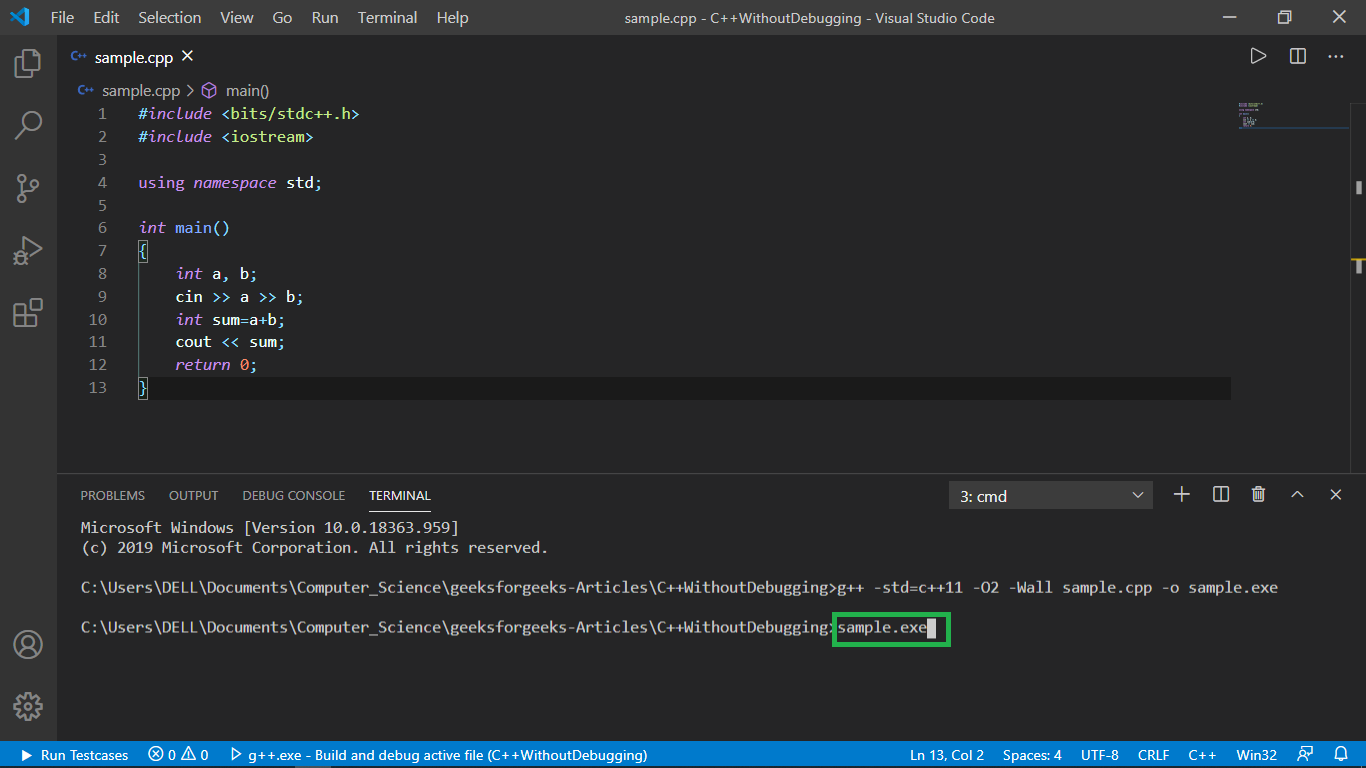 File Edit Selection View Go Run Terminal Help sample.cpp - C++WithoutDebugging - Visual Studio Code
C++ sample.cpp
C++ sample.cpp > main()
1 #include <bits/stdc++.h>
2 #include <iostream>
3
4 using namespace std;
5
6 int main()
7 {
8 int a, b;
9 cin >> a >> b;
10 int sum=a+b;
11 cout << sum;
12 return 0;
13 }
PROBLEMS OUTPUT DEBUG CONSOLE TERMINAL 3: cmd
Microsoft Windows [Version 10.0.18363.959]
(c) 2019 Microsoft Corporation. All rights reserved.
C:\Users\DELL\Documents\Computer_Science\geeksforgeeks-Articles\C++WithoutDebugging>g++ -std=c++11 -O2 -Wall sample.cpp -o sample.exe
C:\Users\DELL\Documents\Computer_Science\geeksforgeeks-Articles\C++WithoutDebugging>sample.exe
Run Testcases 0 0 g++.exe - Build and debug active file (C++WithoutDebugging) Ln 13, Col 2 Spaces: 4 UTF-8 CRLF C++ Win32